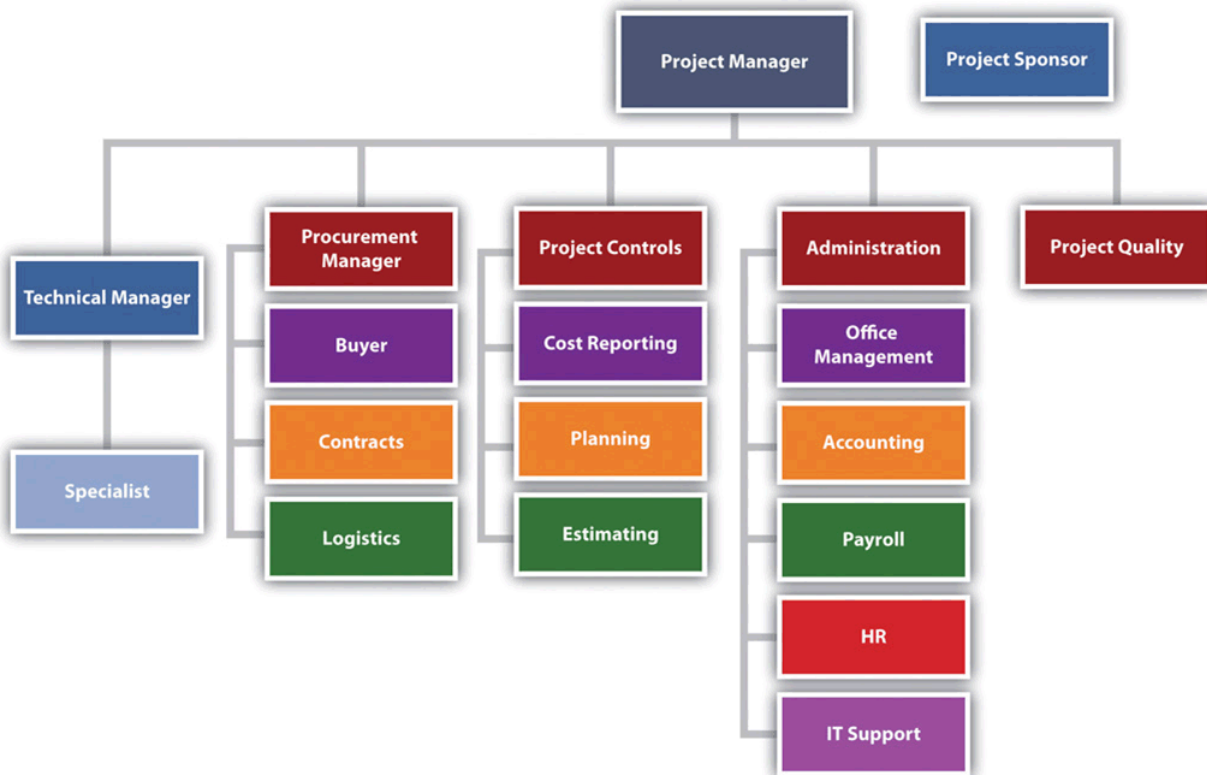 Project Manager
Project Sponsor
Technical Manager
Specialist
Procurement
Manager
Buyer
Contracts
Logistics
Project Controls
Cost Reporting
Planning
Estimating
Administration
Office
Management
Accounting
Payroll
HR
IT Support
Project Quality